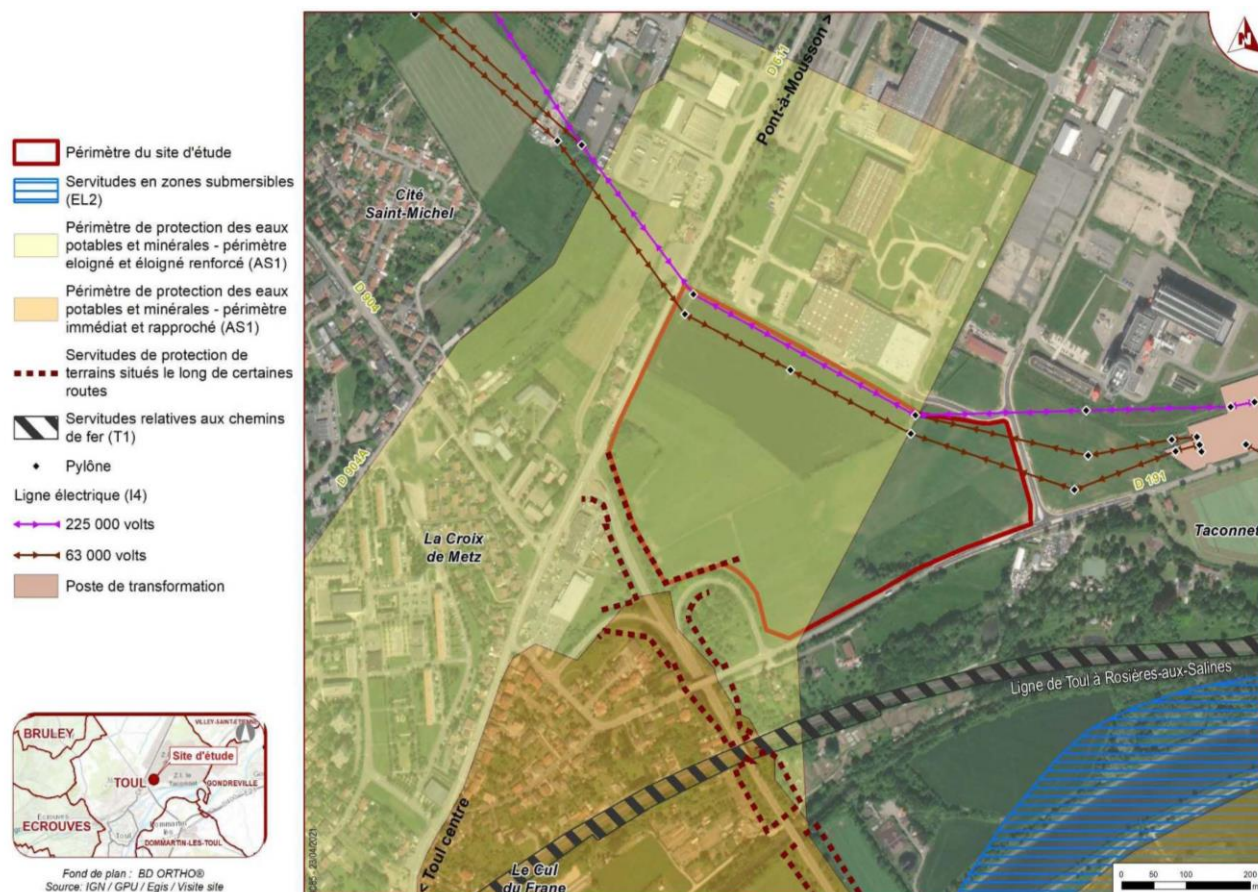 Périmètre du site d'étude
Servitudes en zones submersibles
(EL2)
Périmètre de protection des eaux
potables et minérales - périmètre
eloigné et éloigné renforcé (AS1)
Périmètre de protection des eaux
potables et minérales - périmètre
immédiat et rapproché (AS1)
Servitudes de protection de
terrains situés le long de certaines
routes
Servitudes relatives aux chemins
de fer (T1)
Pylône
Ligne électrique (I4)
225 000 volts
63 000 volts
Poste de transformation
BRULEY
VILLEY-SAINT-ETIENNE
Site d'étude
TOUL
GONDREVILLE
ECROUVES
Toul
DOMMARTIN-LES-TOUL
Fond de plan : BD ORTHO®
Source: IGN / GPU / Egis / Visite site
N
D 611
Pont-à-Mousson >
Cité
Saint-Michel
D 904
D 904A
La Croix
de Metz
D 191
Taconnet
Ligne de Toul à Rosières-aux-Salines
< Toul centre
Le Cul
du Frane
0 50 100 200